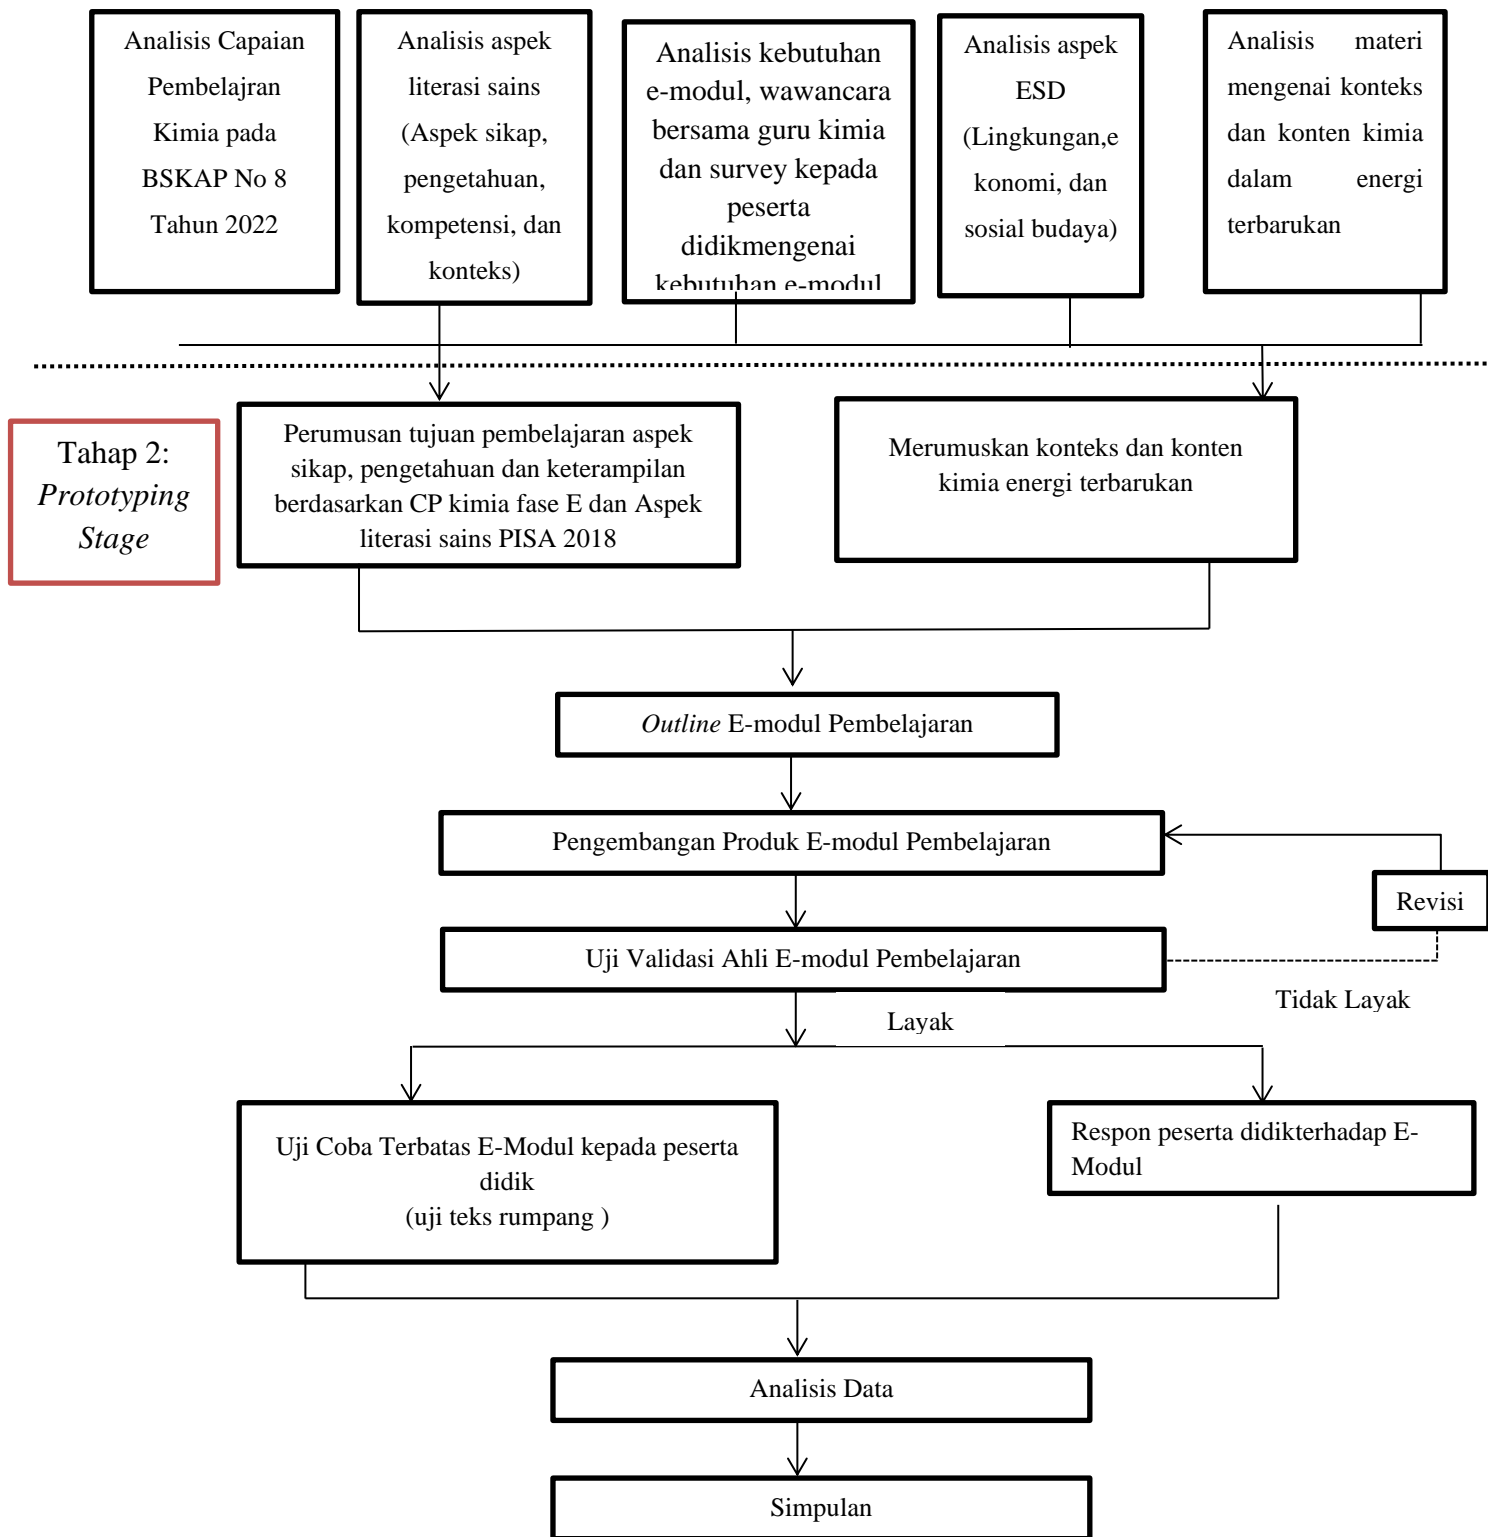 Analisis Capaian
Pembelajran
Kimia pada
BSKAP No 8
Tahun 2022
Analisis aspek
literasi sains
(Aspek sikap,
pengetahuan,
kompetensi, dan
konteks)
Analisis kebutuhan
e-modul, wawancara
bersama guru kimia
dan survey kepada
peserta
didikmengenai
kebutuhan e-modul
Analisis aspek
ESD
(Lingkungan,e
konomi, dan
sosial budaya)
Analisis materi
mengenai konteks
dan konten kimia
dalam energi
terbarukan
Tahap 2:
Prototyping
Stage
Perumusan tujuan pembelajaran aspek
sikap, pengetahuan dan keterampilan
berdasarkan CP kimia fase E dan Aspek
literasi sains PISA 2018
Merumuskan konteks dan konten
kimia energi terbarukan
Outline E-modul Pembelajaran
Pengembangan Produk E-modul Pembelajaran
Revisi
Uji Validasi Ahli E-modul Pembelajaran
Tidak Layak
Layak
Uji Coba Terbatas E-Modul kepada peserta
didik
(uji teks rumpang )
Respon peserta didikterhadap E-
Modul
Analisis Data
Simpulan